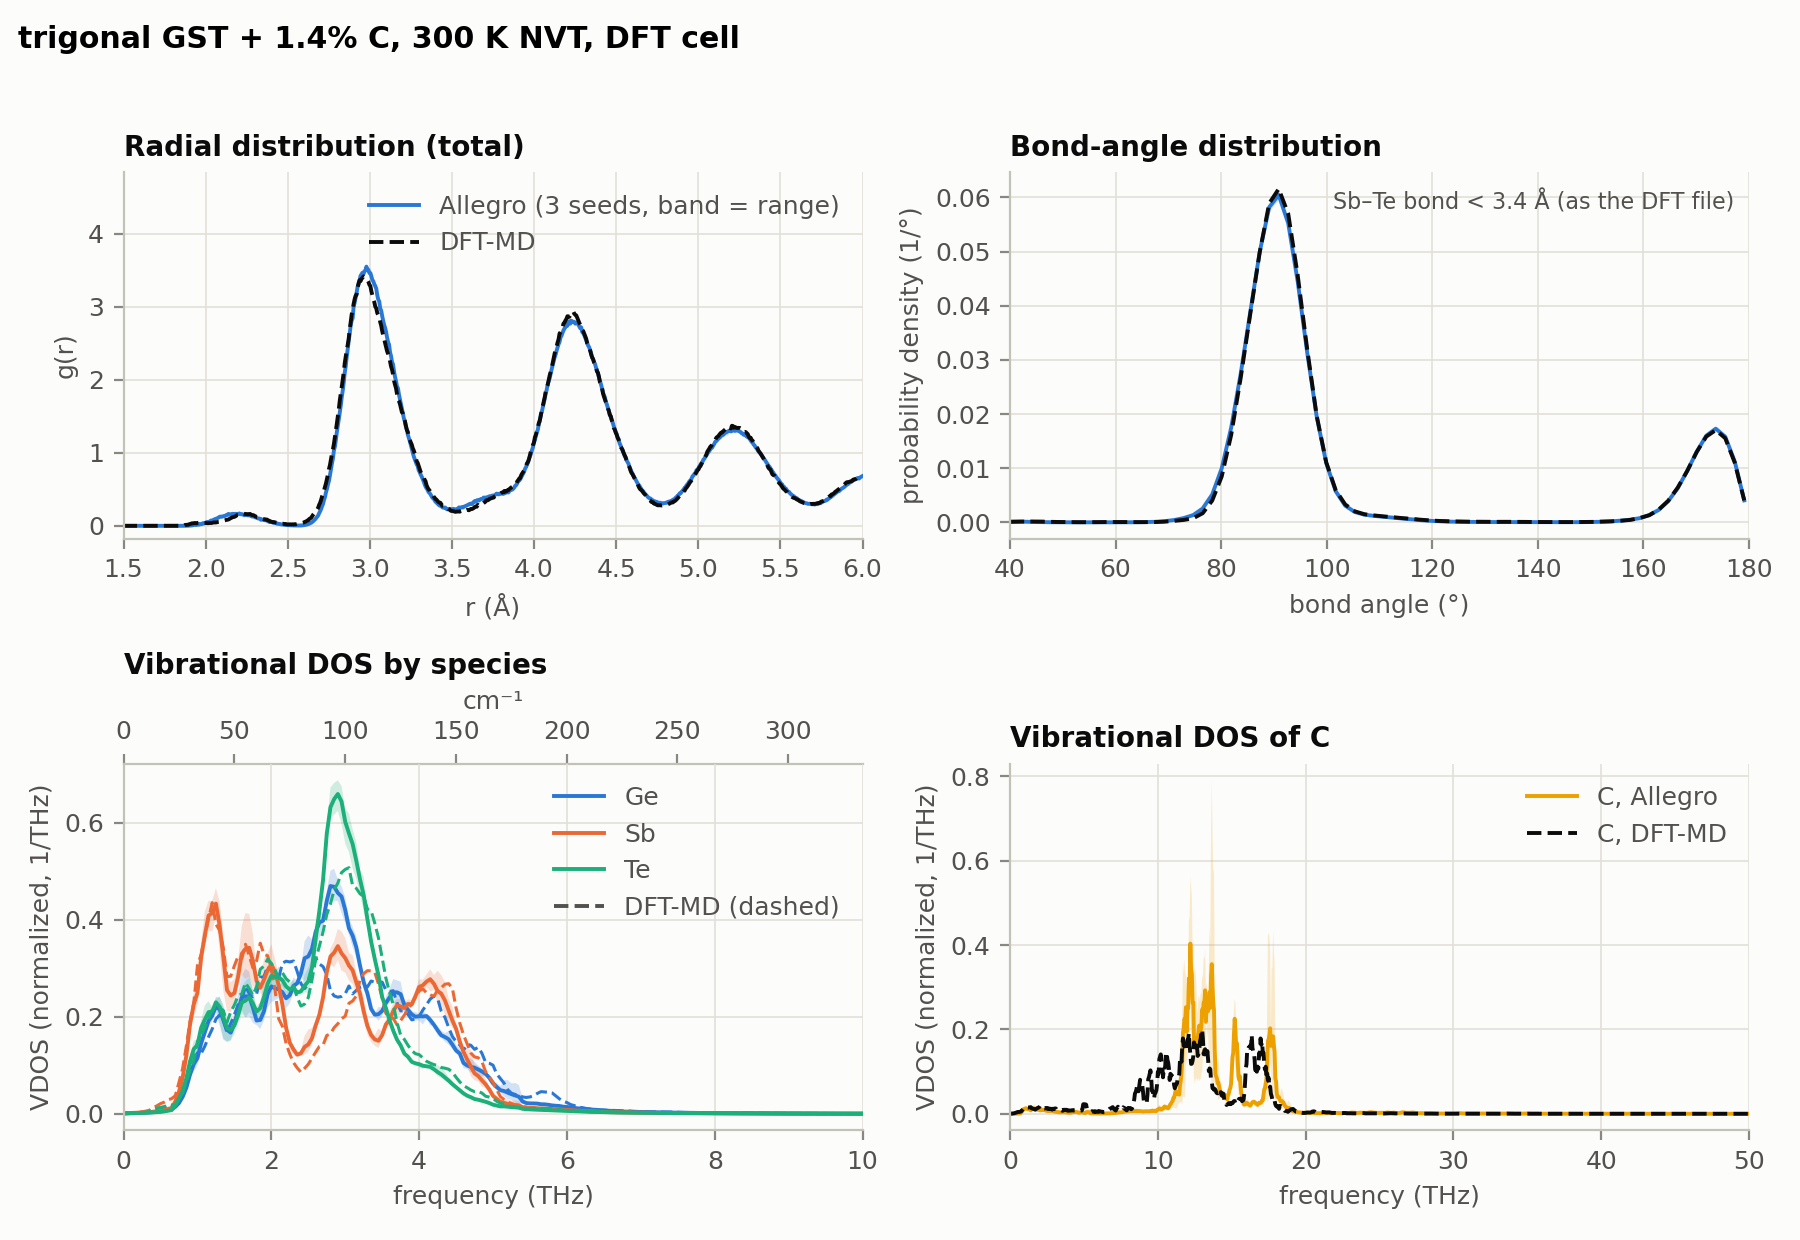 trigonal GST + 1.4% C, 300 K NVT, DFT cell
Radial distribution (total)
Allegro (3 seeds, band = range)
DFT-MD
g(r)
4
3
2
1
0
1.5 2.0 2.5 3.0 3.5 4.0 4.5 5.0 5.5 6.0
r (Å)
Bond-angle distribution
Sb–Te bond < 3.4 Å (as the DFT file)
probability density (1/°)
0.06
0.05
0.04
0.03
0.02
0.01
0.00
40 60 80 100 120 140 160 180
bond angle (°)
Vibrational DOS by species
cm⁻¹
0 50 100 150 200 250 300
Ge
Sb
Te
DFT-MD (dashed)
VDOS (normalized, 1/THz)
0.6
0.4
0.2
0.0
0 2 4 6 8 10
frequency (THz)
Vibrational DOS of C
C, Allegro
C, DFT-MD
VDOS (normalized, 1/THz)
0.8
0.6
0.4
0.2
0.0
0 10 20 30 40 50
frequency (THz)